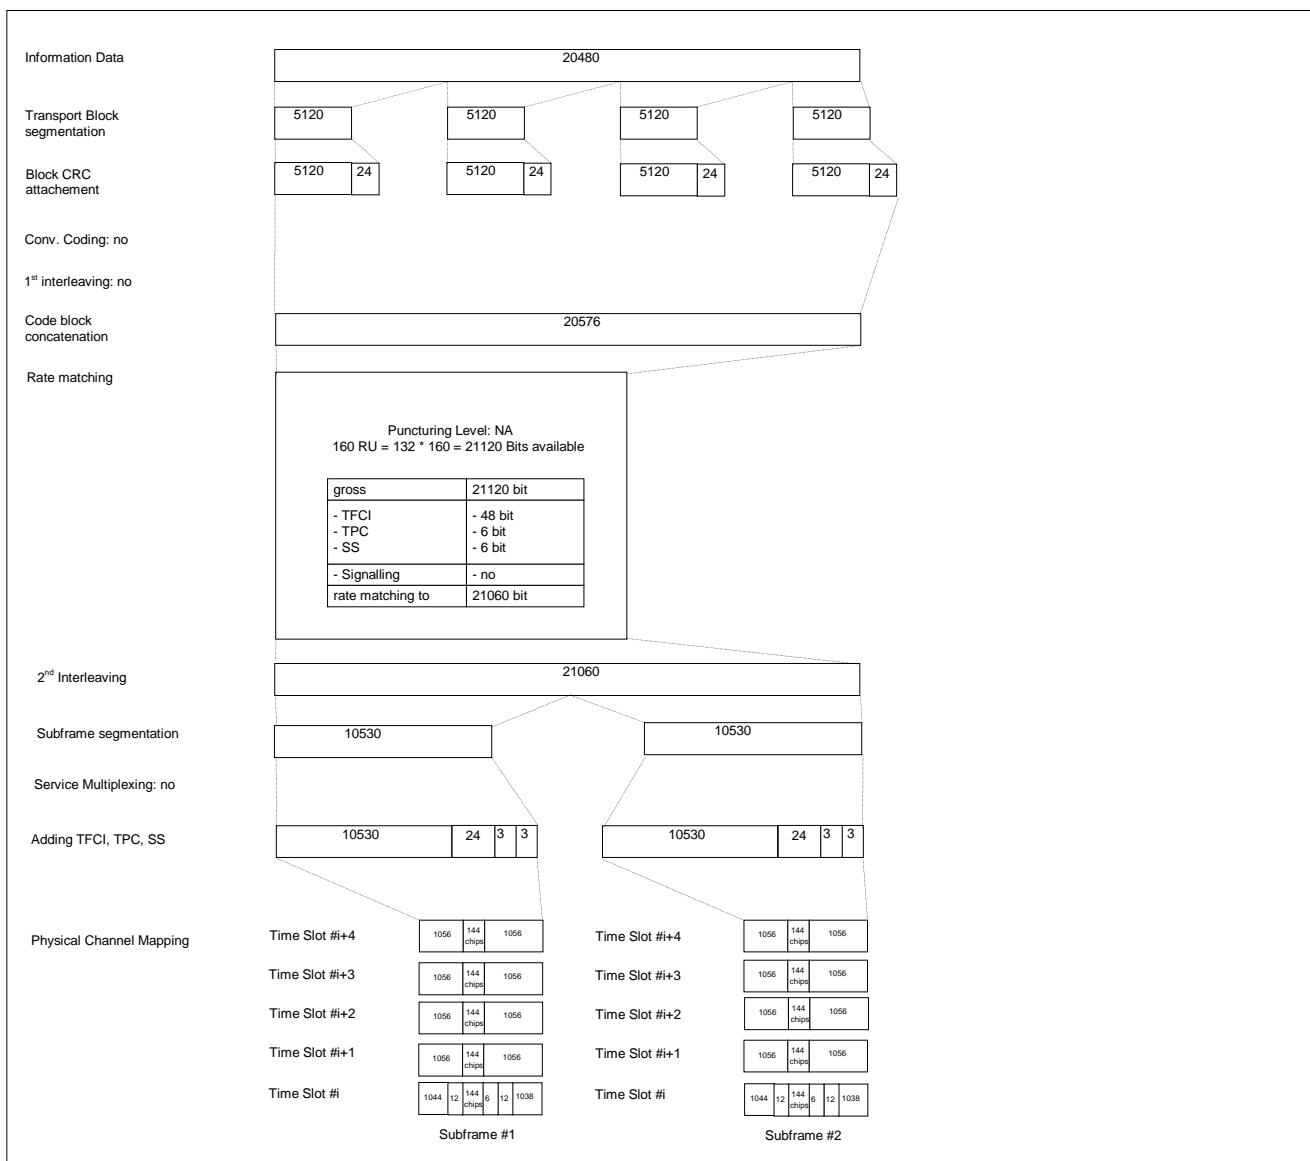 Information Data
20480
Transport Block
segmentation
5120 5120 5120 5120
Block CRC
attachement
5120 24 5120 24 5120 24 5120 24
Conv. Coding: no
1st interleaving: no
Code block
concatenation
20576
Rate matching
Puncturing Level: NA
160 RU = 132 * 160 = 21120 Bits available
gross 21120 bit
- TFCI - 48 bit
- TPC - 6 bit
- SS - 6 bit
- Signalling - no
rate matching to 21060 bit
2nd Interleaving
21060
Subframe segmentation
10530 10530
Service Multiplexing: no
Adding TFCI, TPC, SS
10530 24 3 3 10530 24 3 3
Physical Channel Mapping
Time Slot #i+4 1056 144 chips 1056 Time Slot #i+4 1056 144 chips 1056
Time Slot #i+3 1056 144 chips 1056 Time Slot #i+3 1056 144 chips 1056
Time Slot #i+2 1056 144 chips 1056 Time Slot #i+2 1056 144 chips 1056
Time Slot #i+1 1056 144 chips 1056 Time Slot #i+1 1056 144 chips 1056
Time Slot #i 1044 12 144 chips 6 12 1038 Time Slot #i 1044 12 144 chips 6 12 1038
Subframe #1 Subframe #2